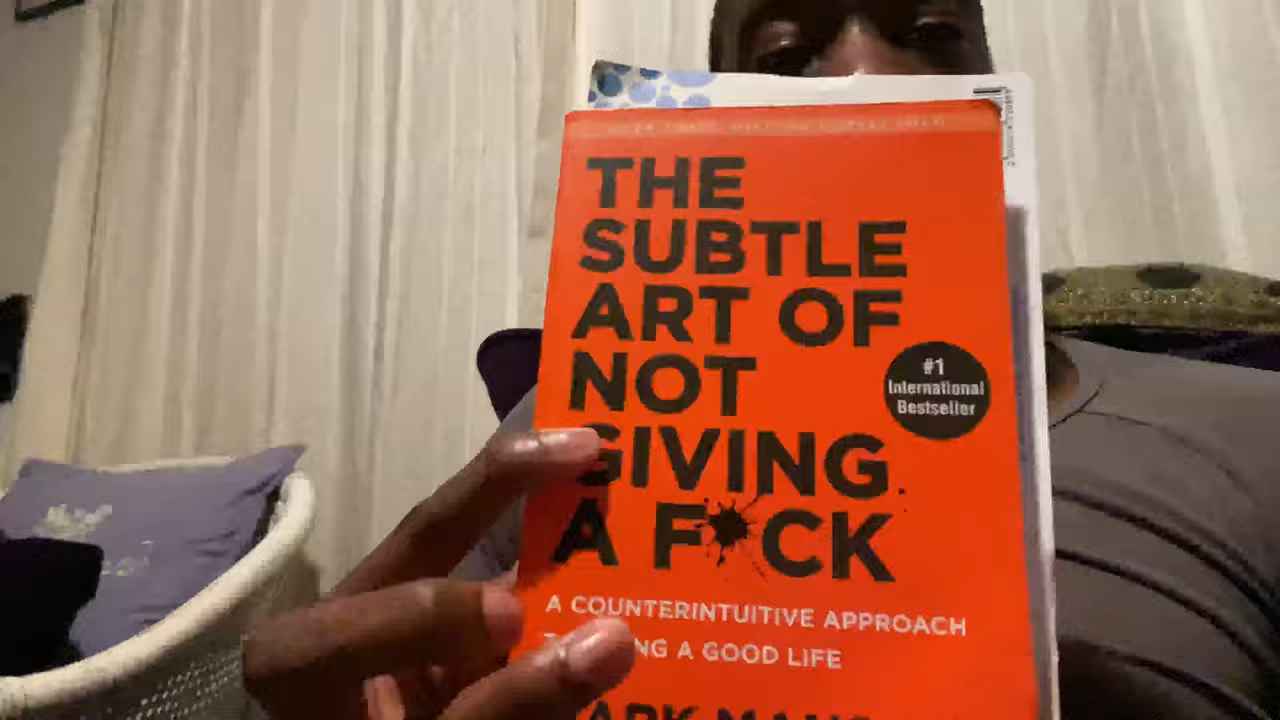 THE
SUBTLE
ART OF
NOT
GIVING
A F*CK
#1
International
Bestseller
A COUNTERINTUITIVE APPROACH
A GOOD LIFE